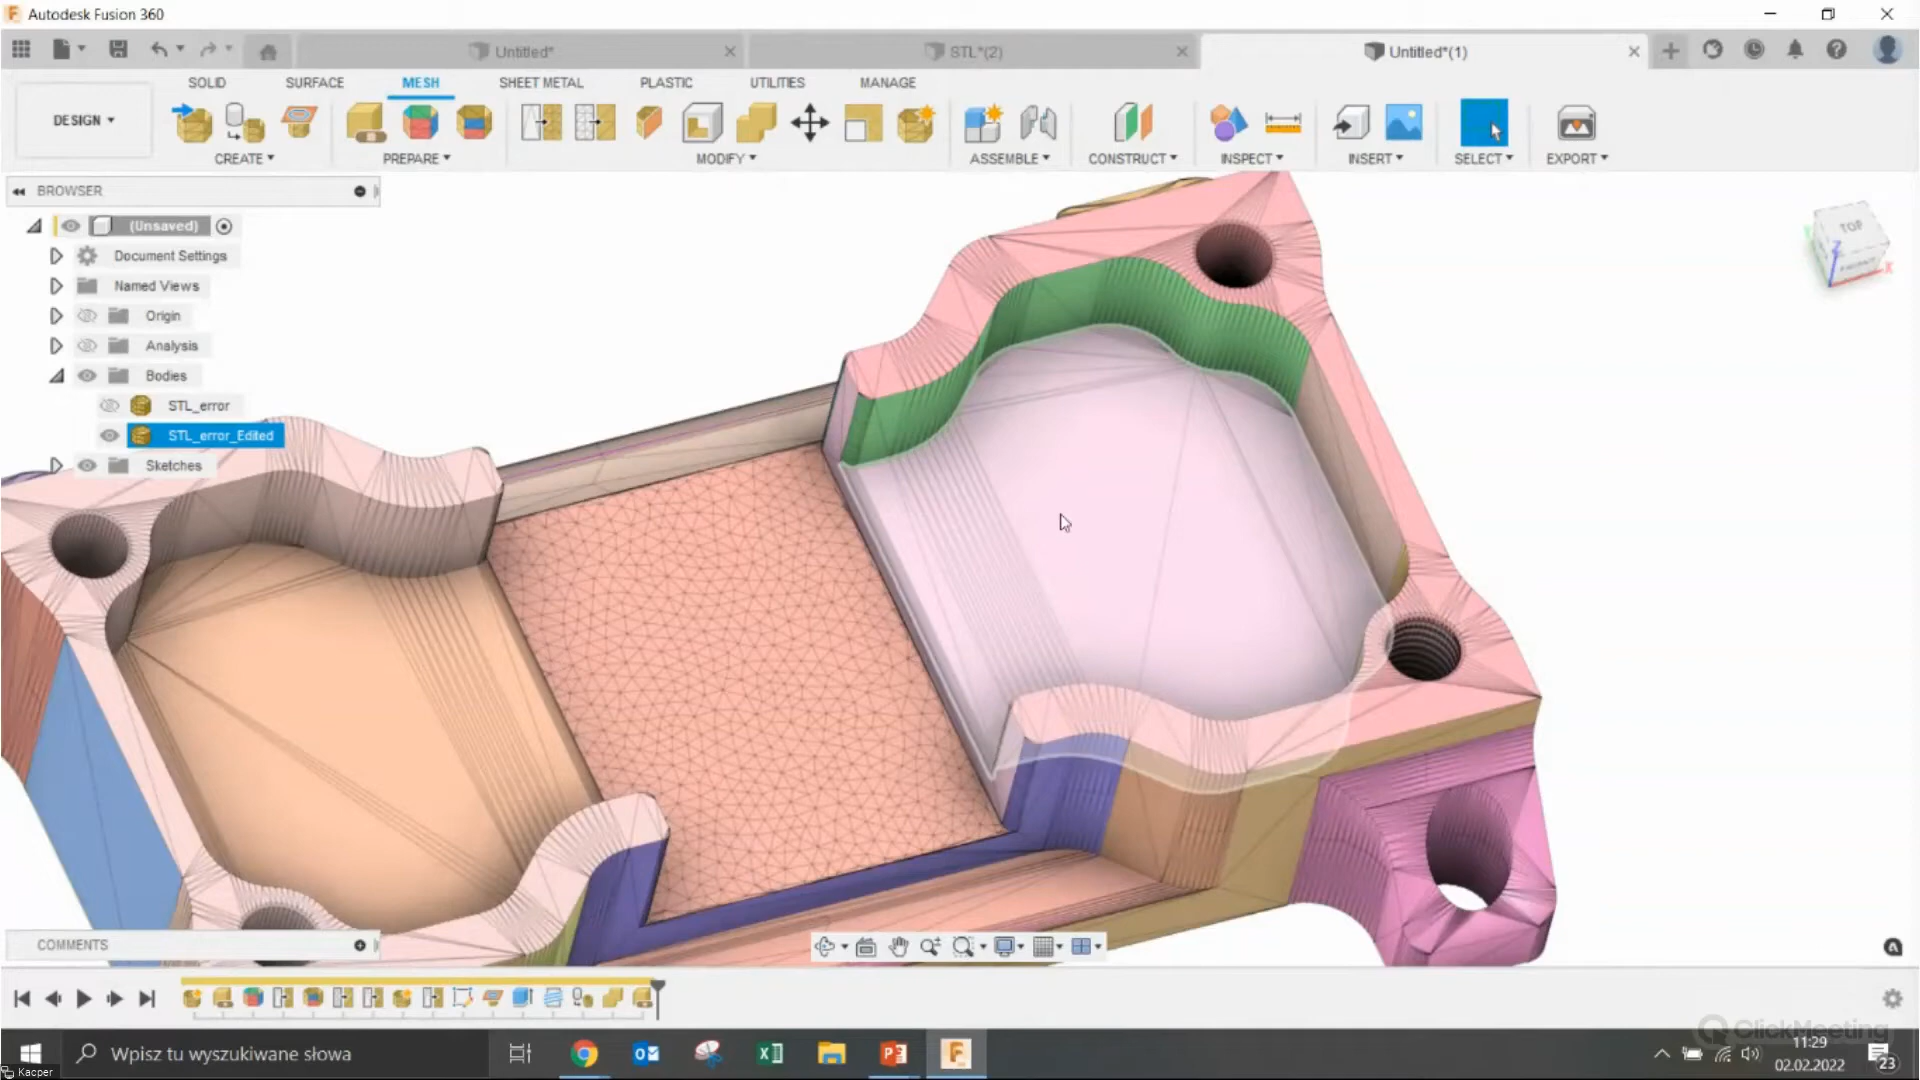 Autodesk Fusion 360
Untitled*
STL*(2)
Untitled*(1)
SOLID SURFACE MESH SHEET METAL PLASTIC UTILITIES MANAGE
DESIGN
CREATE PREPARE MODIFY ASSEMBLE CONSTRUCT INSPECT INSERT SELECT EXPORT
BROWSER
(Unsaved)
Document Settings
Named Views
Origin
Analysis
Bodies
STL_error
STL_error_Edited
Sketches
TOP
Z
X
COMMENTS
ClickMeeting
Wpisz tu wyszukiwane słowa
11:29
02.02.2022
23
Kacper